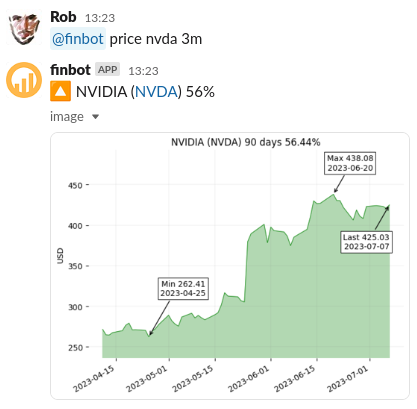 Rob 13:23
@finbot price nvda 3m
finbot APP 13:23
NVIDIA (NVDA) 56%
image
NVIDIA (NVDA) 90 days 56.44%
Max 438.08
2023-06-20
450
400
Last 425.03
2023-07-07
350
USD
Min 262.41
2023-04-25
300
250
2023-04-15
2023-05-01
2023-05-15
2023-06-01
2023-06-15
2023-07-01